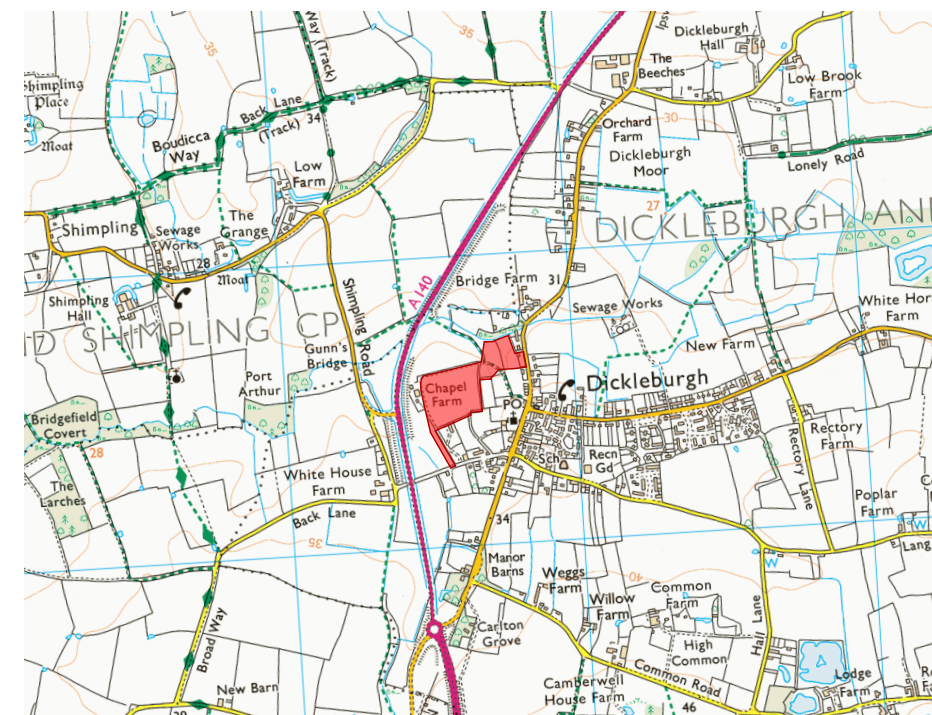 Way (Track)
35
35
Dickleburgh
Hall
The
Beeches
Low Brook
Farm
Shimpling
Place
Moat
Back Lane
(Track)
34
Boudicca
Way
Orchard
Farm
30
Dickleburgh
Moor
Lonely Road
Low
Farm
27
DICKLEBURGH AN
Shimpling
Sewage
Works
The
Grange
28
Moat
Shimpling
Hall
A140
Bridge Farm
31
Sewage Works
White Hor
Farm
ND SHIMPLING CP
Shimpling Road
Gunn's
Bridge
New Farm
Port
Arthur
Chapel
Farm
Dickleburgh
PO
Bridgefield
Covert
28
Rectory
Farm
Rectory Lane
The
Larches
White House
Farm
Sch
Recn
Gd
Poplar
Farm
Back Lane
35
34
W
Lang
W
Manor
Barns
Weggs
Farm
40
Willow
Farm
Common
Farm
Hall Lane
Broad Way
Carlton
Grove
High
Common
Common Road
New Barn
Camberwell
House Farm
Lodge
Farm
46